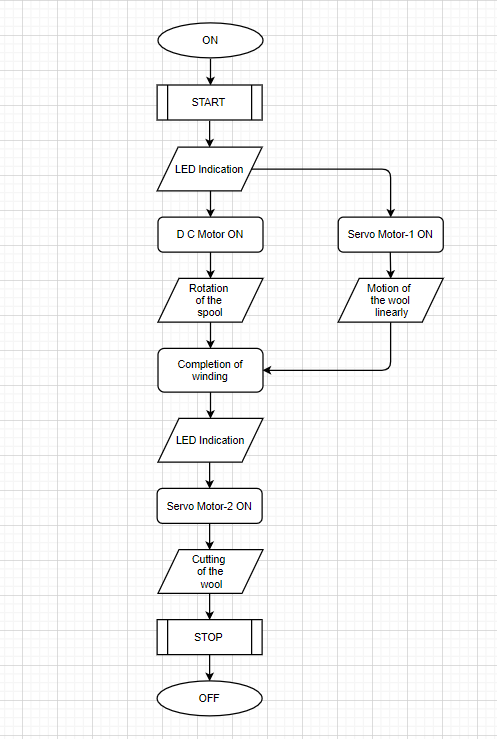 ON
START
LED Indication
D C Motor ON
Servo Motor-1 ON
Rotation
of the
spool
Motion of
the wool
linearly
Completion of
winding
LED Indication
Servo Motor-2 ON
Cutting
of the
wool
STOP
OFF